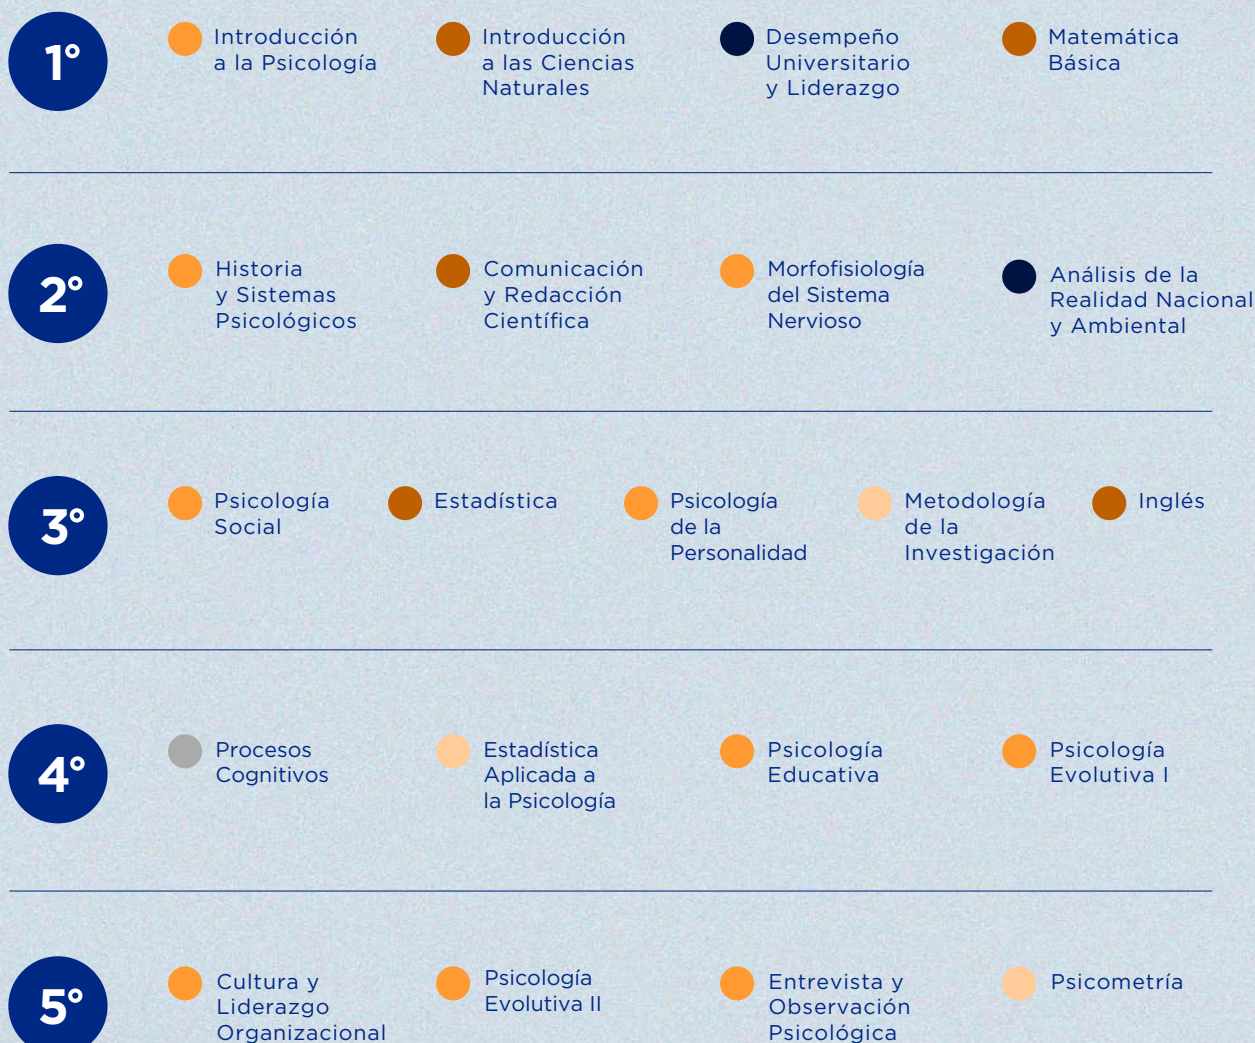 1°
Introducción
a la Psicología
Introducción
a las Ciencias
Naturales
Desempeño
Universitario
y Liderazgo
Matemática
Básica
2°
Historia
y Sistemas
Psicológicos
Comunicación
y Redacción
Científica
Morfofisiología
del Sistema
Nervioso
Análisis de la
Realidad Nacional
y Ambiental
3°
Psicología
Social
Estadística
Psicología
de la
Personalidad
Metodología
de la
Investigación
Inglés
4°
Procesos
Cognitivos
Estadística
Aplicada a
la Psicología
Psicología
Educativa
Psicología
Evolutiva I
5°
Cultura y
Liderazgo
Organizacional
Psicología
Evolutiva II
Entrevista y
Observación
Psicológica
Psicometría